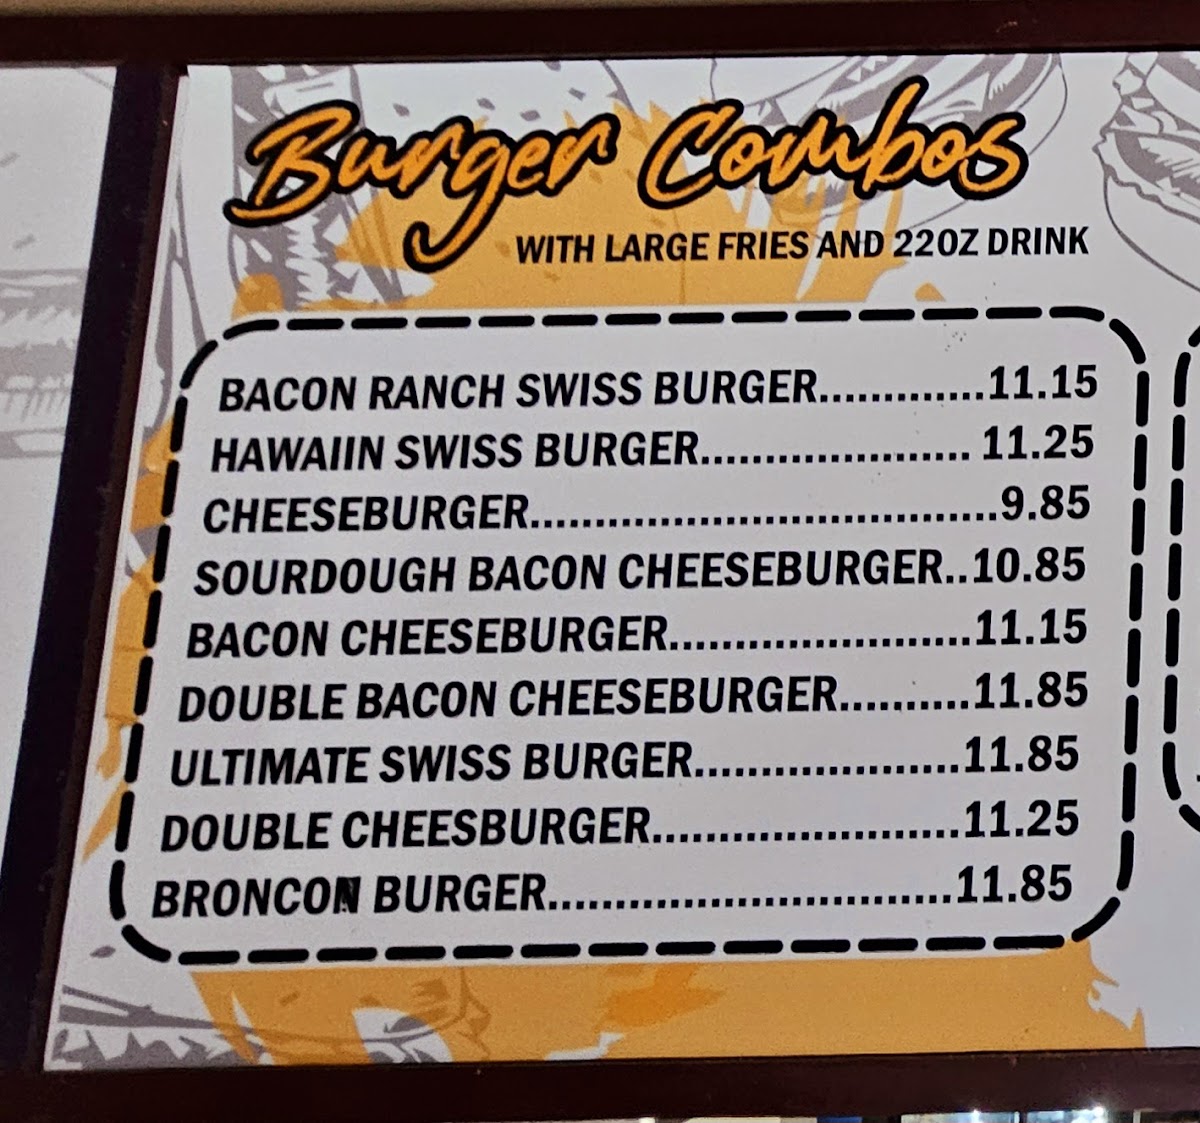 Burger Combos
WITH LARGE FRIES AND 22OZ DRINK
BACON RANCH SWISS BURGER.............11.15
HAWAIIN SWISS BURGER..................... 11.25
CHEESEBURGER.....................................9.85
SOURDOUGH BACON CHEESEBURGER..10.85
BACON CHEESEBURGER........................11.15
DOUBLE BACON CHEESEBURGER..........11.85
ULTIMATE SWISS BURGER.....................11.85
DOUBLE CHEESBURGER........................11.25
BRONCON BURGER...............................11.85